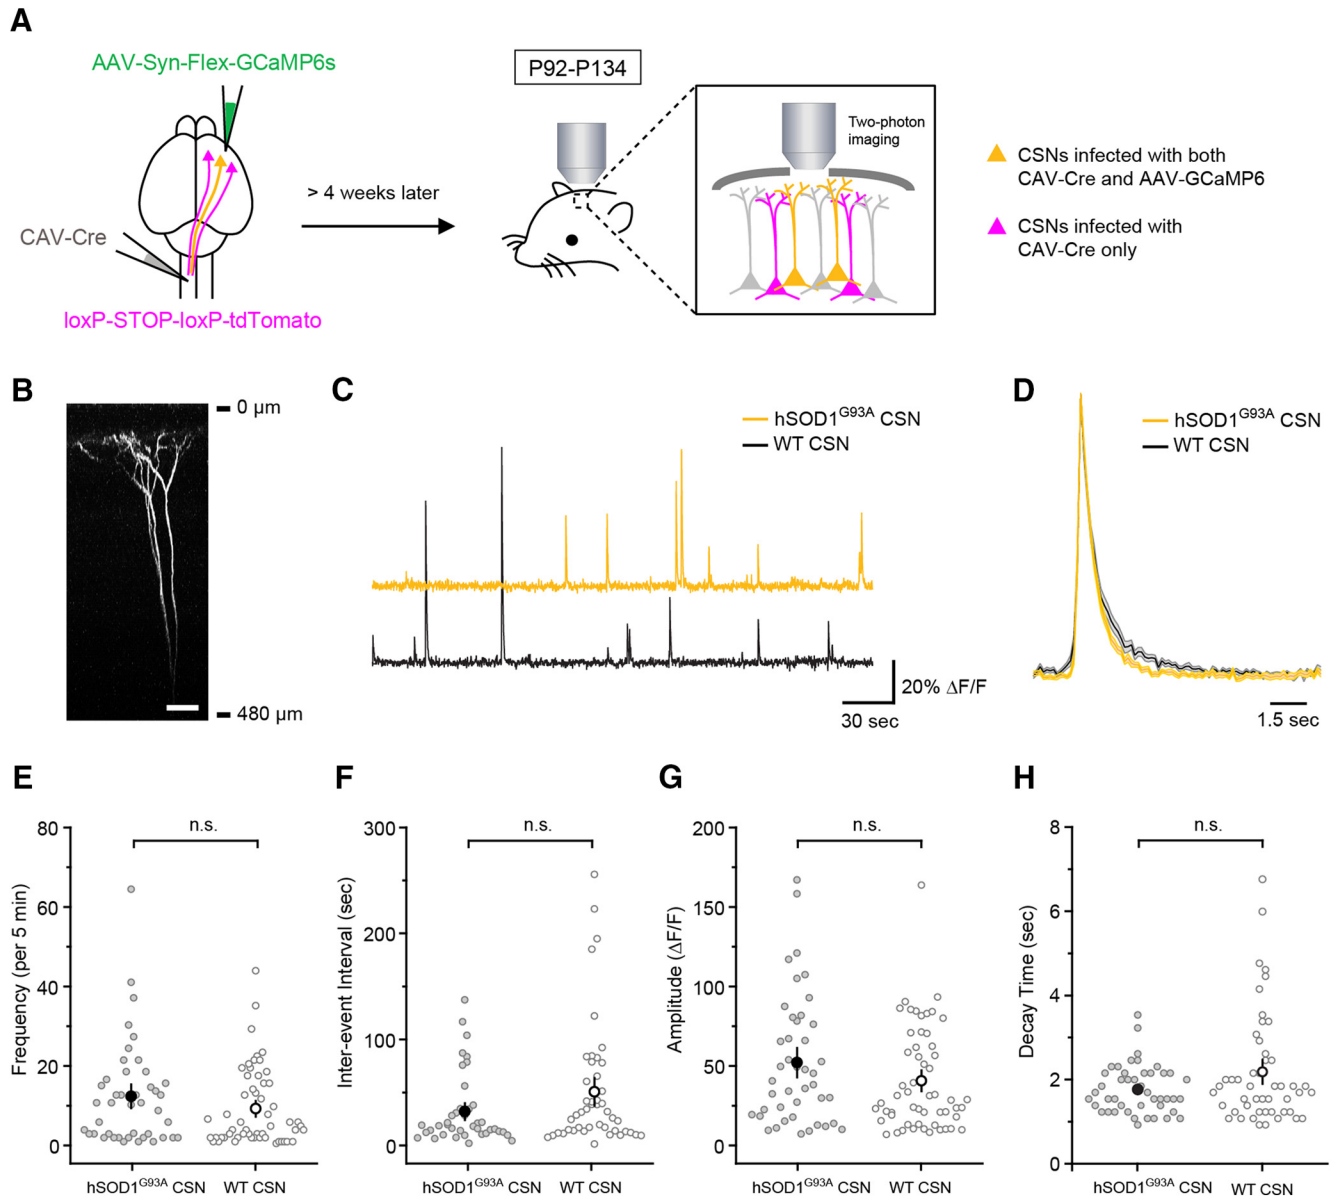 A
AAV-Syn-Flex-GCaMP6s
CAV-Cre
loxP-STOP-loxP-tdTomato
> 4 weeks later
P92-P134
Two-photon
imaging
CSNs infected with both
CAV-Cre and AAV-GCaMP6
CSNs infected with
CAV-Cre only
B
0 µm
480 µm
C
hSOD1G93A CSN
WT CSN
20% ΔF/F
30 sec
D
hSOD1G93A CSN
WT CSN
1.5 sec
E
Frequency (per 5 min)
80
60
40
20
0
n.s.
hSOD1G93A CSN
WT CSN
F
Inter-event Interval (sec)
300
200
100
0
n.s.
hSOD1G93A CSN
WT CSN
G
Amplitude (ΔF/F)
200
150
100
50
0
n.s.
hSOD1G93A CSN
WT CSN
H
Decay Time (sec)
8
6
4
2
0
n.s.
hSOD1G93A CSN
WT CSN